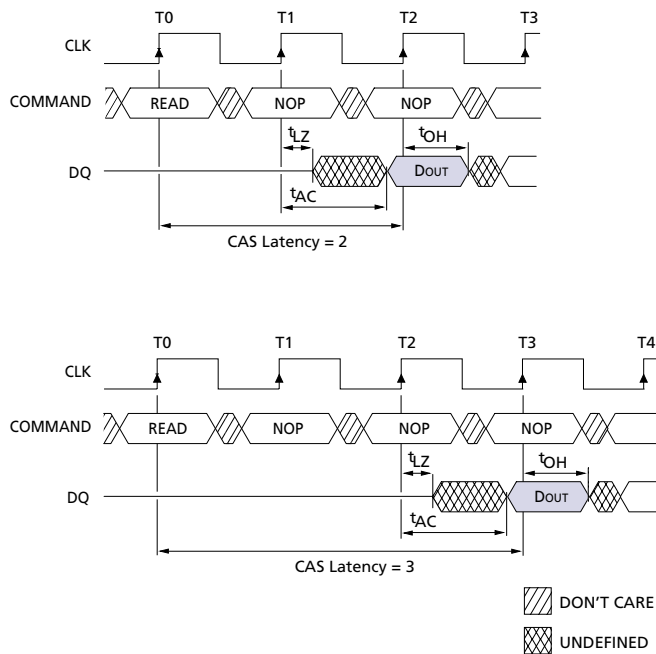 T0 T1 T2 T3
CLK
COMMAND READ NOP NOP
tLZ tOH
DQ DOUT
tAC
CAS Latency = 2
T0 T1 T2 T3 T4
CLK
COMMAND READ NOP NOP NOP
tLZ tOH
DQ DOUT
tAC
CAS Latency = 3
DON'T CARE
UNDEFINED